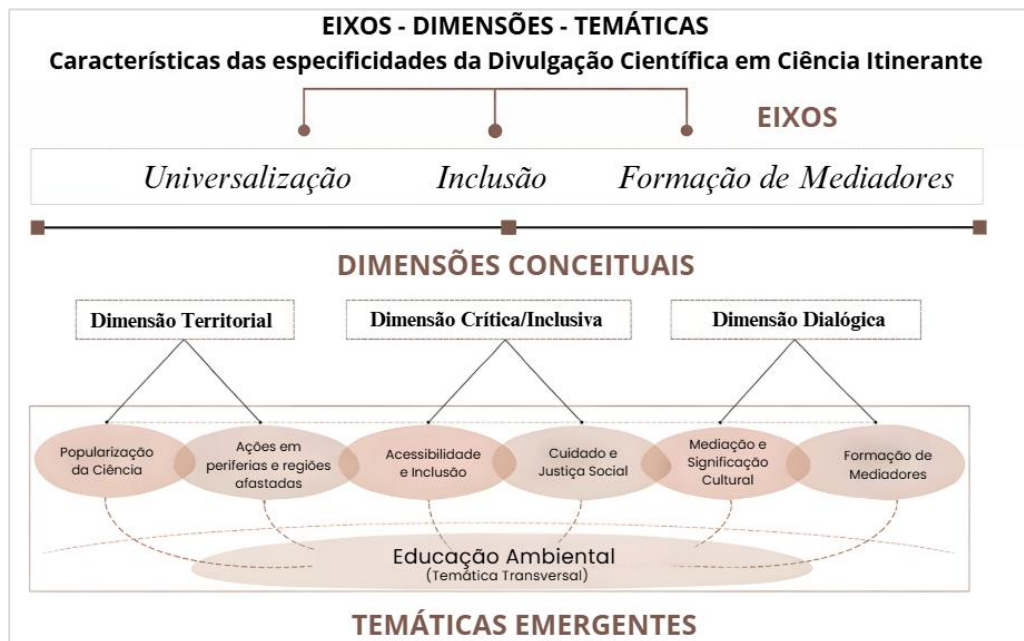 EIXOS - DIMENSÕES - TEMÁTICAS
Características das especificidades da Divulgação Científica em Ciência Itinerante
EIXOS
Universalização
Inclusão
Formação de Mediadores
DIMENSÕES CONCEITUAIS
Dimensão Territorial
Dimensão Crítica/Inclusiva
Dimensão Dialógica
Popularização
da Ciência
Ações em
periferias e regiões
afastadas
Acessibilidade
e Inclusão
Cuidado e
Justiça Social
Mediação e
Significação
Cultural
Formação de
Mediadores
Educação Ambiental
(Temática Transversal)
TEMÁTICAS EMERGENTES